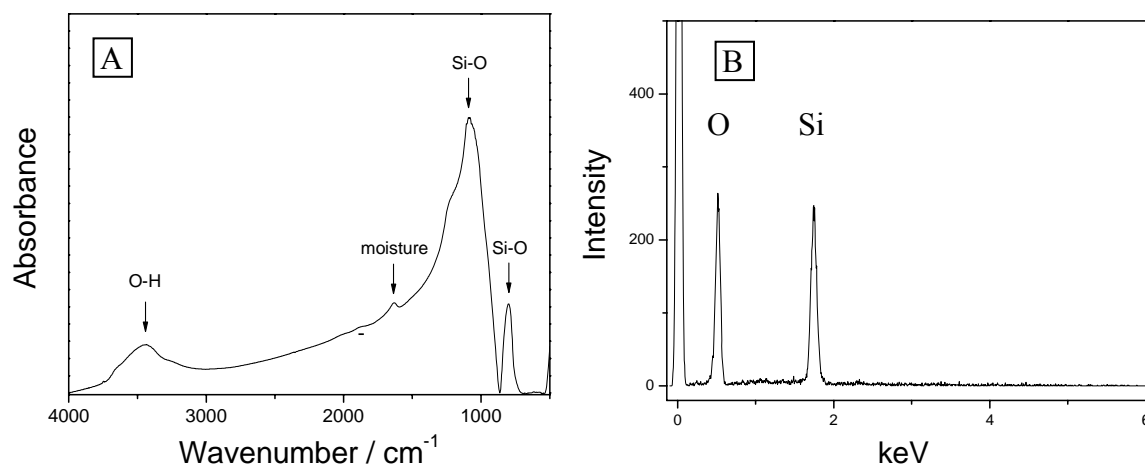 A
Si-O
moisture
Si-O
O-H
Absorbance
4000 3000 2000 1000
Wavenumber / cm-1
B
O Si
Intensity
400
200
0
0 2 4 6
keV